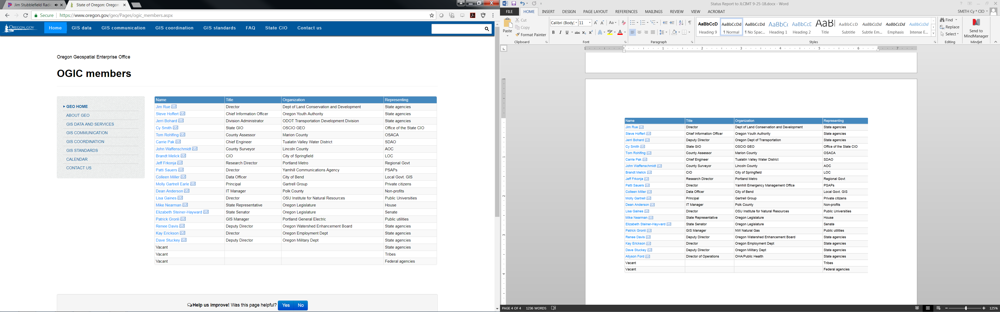 Jim Stubblefield Radio
State of Oregon: Oregon
Secure https://www.oregon.gov/geo/Pages/ogic_members.aspx
OREGON.GOV Home GIS data GIS communication GIS coordination GIS standards FAQ State CIO Contact us
Oregon Geospatial Enterprise Office
OGIC members
GEO HOME
ABOUT GEO
GIS DATA AND SERVICES
GIS COMMUNICATION
GIS COORDINATION
GIS STANDARDS
CALENDAR
CONTACT US
Name Title Organization Representing
Jim Rue Director Dept of Land Conservation and Development State agencies
Steve Hoffert Chief Information Officer Oregon Youth Authority State agencies
Jerri Bohard Division Administrator ODOT Transportation Development Division State agencies
Cy Smith State GIO OSCIO GEO Office of the State CIO
Tom Rohlfing County Assessor Marion County OSACA
Carrie Pak Chief Engineer Tualatin Valley Water District SDAO
John Waffenschmidt County Surveyor Lincoln County AOC
Brandt Melick CIO City of Springfield LOC
Jeff Frkonja Research Director Portland Metro Regional Govt
Patti Sauers Director Yamhill Communications Agency PSAPs
Colleen Miller Data Officer City of Bend Local Govt. GIS
Molly Gartrell Earle Principal Gartrell Group Private citizens
Dean Anderson IT Manager Polk County Non-profits
Lisa Gaines Director OSU Institute for Natural Resources Public Universities
Mike Nearman State Representative Oregon Legislature House
Elizabeth Steiner-Hayward State Senator Oregon Legislature Senate
Patrick Gronli GIS Manager Portland General Electric Public utilities
Renee Davis Deputy Director Oregon Watershed Enhancement Board State agencies
Kay Erickson Director Oregon Employment Dept State agencies
Dave Stuckey Deputy Director Oregon Military Dept State agencies
Vacant State agencies
Vacant Tribes
Vacant Federal agencies
Help us improve! Was this page helpful? Yes No
Status Report to JLCIMT 9-25-18.docx - Word
FILE HOME INSERT DESIGN PAGE LAYOUT REFERENCES MAILINGS REVIEW VIEW ACROBAT SMITH Cy * CIO
Paste
Cut
Copy
Format Painter
Clipboard
Calibri (Body) 11
Font
Paragraph
AaBbCcD AaBbCcDd AaBbCcDd AaBbCc AaBbCcE AaBl AaBbCcD AaBbCcDd AaBbCcDd AaBbCcDd
Heading 9 ¶ Normal ¶ No Spac... Heading 1 Heading 2 Title Subtitle Subtle Em... Emphasis Intense E...
Styles
Find
Replace
Select
Editing
Send to
MindManager
Mindjet
1 1 2 3 4 5 6 7
Name Title Organization Representing
Jim Rue Director Dept of Land Conservation and Development State agencies
Steve Hoffert Chief Information Officer Oregon Youth Authority State agencies
Jerri Bohard Deputy Director Oregon Dept of Transportation State agencies
Cy Smith State GIO OSCIO GEO Office of the State CIO
Tom Rohlfing County Assessor Marion County OSACA
Carrie Pak Chief Engineer Tualatin Valley Water District SDAO
John Waffenschmidt County Surveyor Lincoln County AOC
Brandt Melick CIO City of Springfield LOC
Jeff Frkonja Research Director Portland Metro Regional Govt
Patti Sauers Director Yamhill Emergency Management Office PSAPs
Colleen Miller Data Officer City of Bend Local Govt. GIS
Molly Gartrell Principal Gartrell Group Private citizens
Dean Anderson IT Manager Polk County Non-profits
Lisa Gaines Director OSU Institute for Natural Resources Public Universities
Mike Nearman State Representative Oregon Legislature House
Elizabeth Steiner-Hayward State Senator Oregon Legislature Senate
Patrick Gronli GIS Manager NW Natural Gas Public utilities
Renee Davis Deputy Director Oregon Watershed Enhancement Board State agencies
Kay Erickson Director Oregon Employment Dept State agencies
Dave Stuckey Deputy Director Oregon Military Dept State agencies
Allyson Ford Director of Operations OHA/Public Health State agencies
Vacant Tribes
Vacant Federal agencies
PAGE 4 OF 4 1236 WORDS 125%